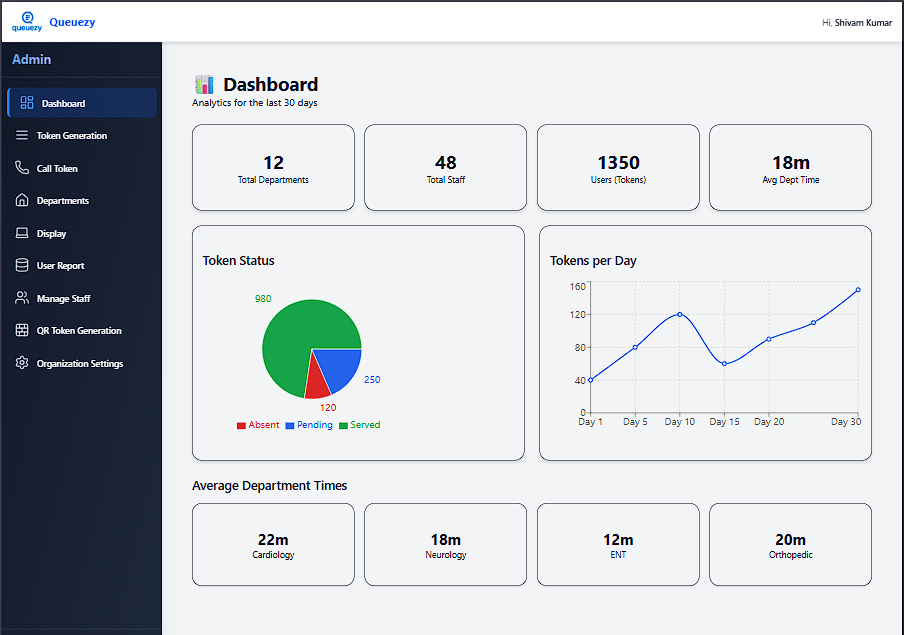 queuezy
Queuezy
Hi, Shivam Kumar
Admin
Dashboard
Token Generation
Call Token
Departments
Display
User Report
Manage Staff
QR Token Generation
Organization Settings
Dashboard
Analytics for the last 30 days
12
Total Departments
48
Total Staff
1350
Users (Tokens)
18m
Avg Dept Time
Token Status
980
250
120
Absent Pending Served
Tokens per Day
160
120
80
40
0
Day 1 Day 5 Day 10 Day 15 Day 20 Day 30
Average Department Times
22m
Cardiology
18m
Neurology
12m
ENT
20m
Orthopedic